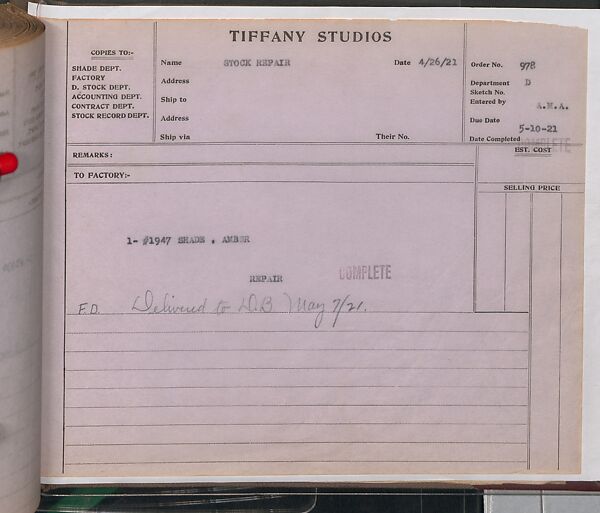 TIFFANY STUDIOS
COPIES TO:-
SHADE DEPT.
FACTORY
D. STOCK DEPT.
ACCOUNTING DEPT.
CONTRACT DEPT.
STOCK RECORD DEPT.
Name STOCK REPAIR Date 4/26/21
Address
Ship to
Address
Ship via Their No.
Order No. 978
Department D
Sketch No.
Entered by A.M.A.
Due Date
5-10-21
Date Completed COMPLETE
REMARKS:
EST. COST
TO FACTORY:-
SELLING PRICE
1- #1947 SHADE , AMBER
REPAIR COMPLETE
F.D. Delivered to D.B May 7/21.